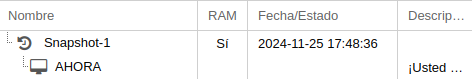 Nombre RAM Fecha/Estado Descrip…
Snapshot-1 Sí 2024-11-25 17:48:36
AHORA ¡Usted …